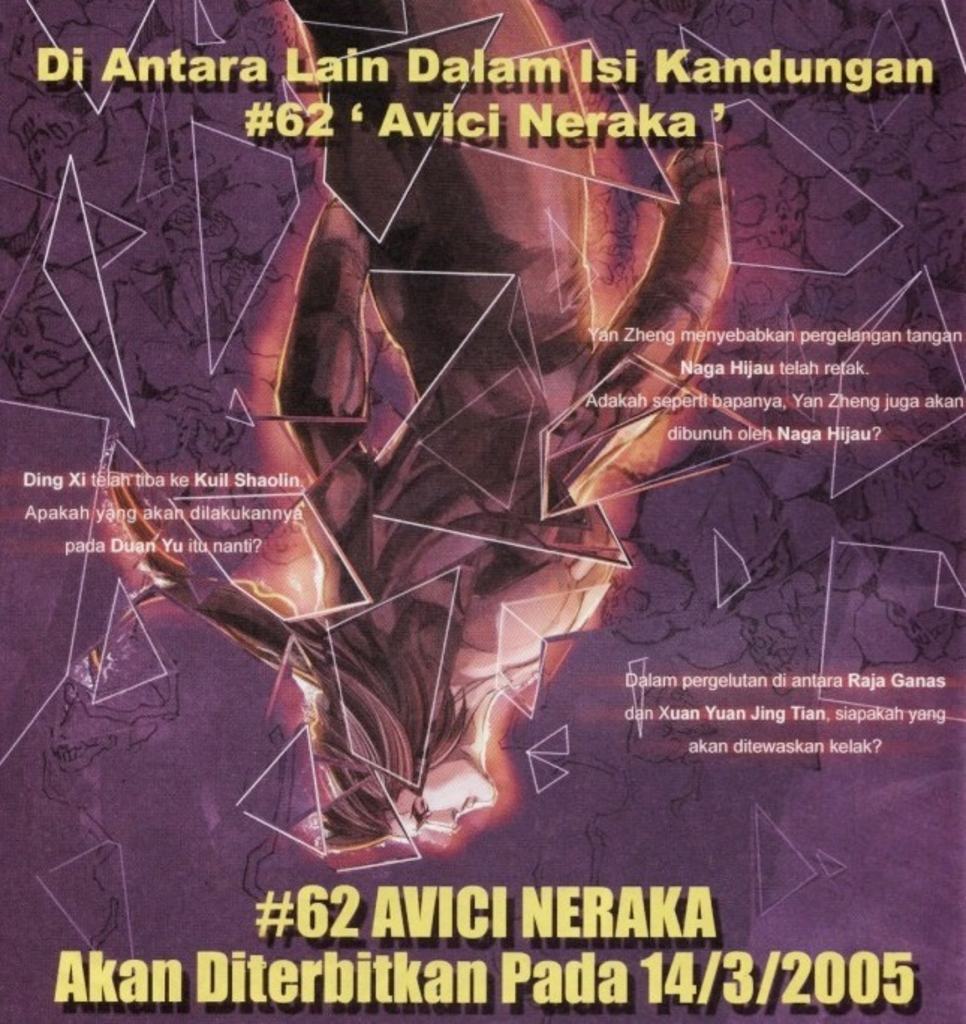 Di Antara Lain Dalam Isi Kandungan
#62 ‘ Avici Neraka ’
Yan Zheng menyebabkan pergelangan tangan
Naga Hijau telah retak.
Adakah seperti bapanya, Yan Zheng juga akan
dibunuh oleh Naga Hijau?
Ding Xi telah tiba ke Kuil Shaolin.
Apakah yang akan dilakukannya
pada Duan Yu itu nanti?
Dalam pergelutan di antara Raja Ganas
dan Xuan Yuan Jing Tian, siapakah yang
akan ditewaskan kelak?
#62 AVICI NERAKA
Akan Diterbitkan Pada 14/3/2005